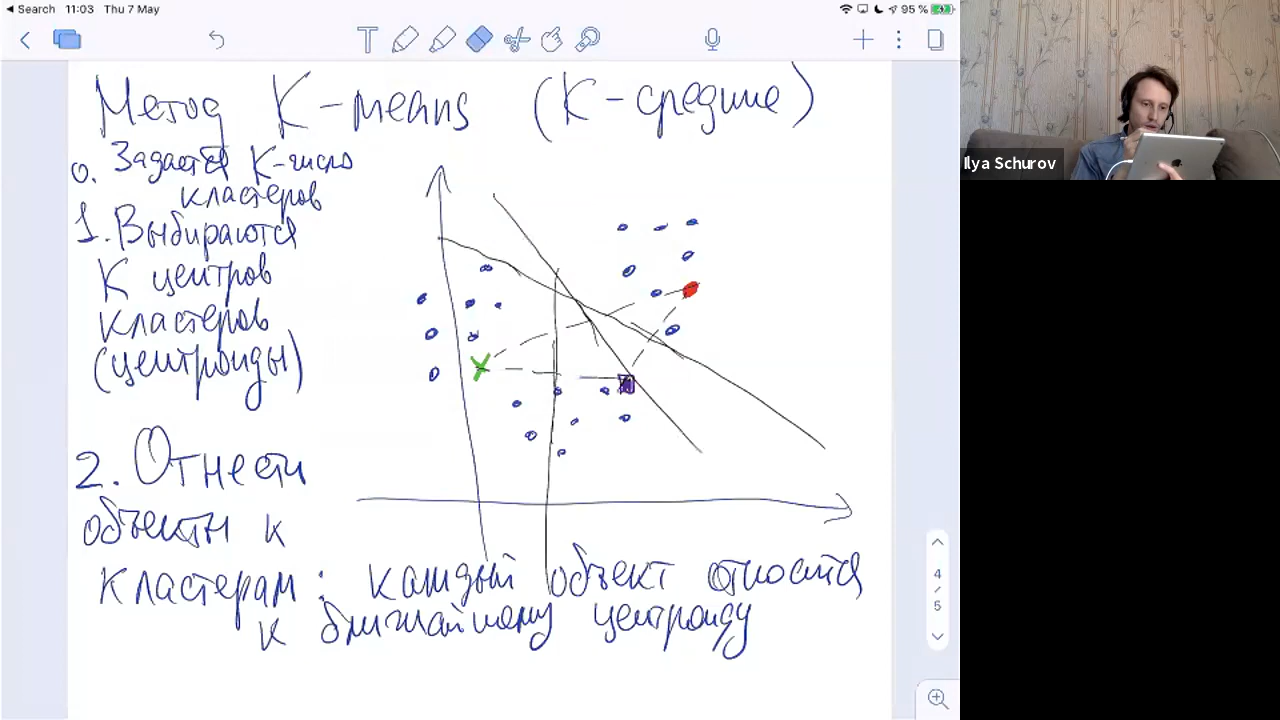 Search 11:03 Thu 7 May 95 %
Метод K-means (K-средние)
0. Задаётся K-число
кластеров
1. Выбираются
K центров
кластеров
(центроиды)
2. Отнести
объекты к
кластерам: каждый объект относится
к ближайшему центроиду
4
/
5
Ilya Schurov